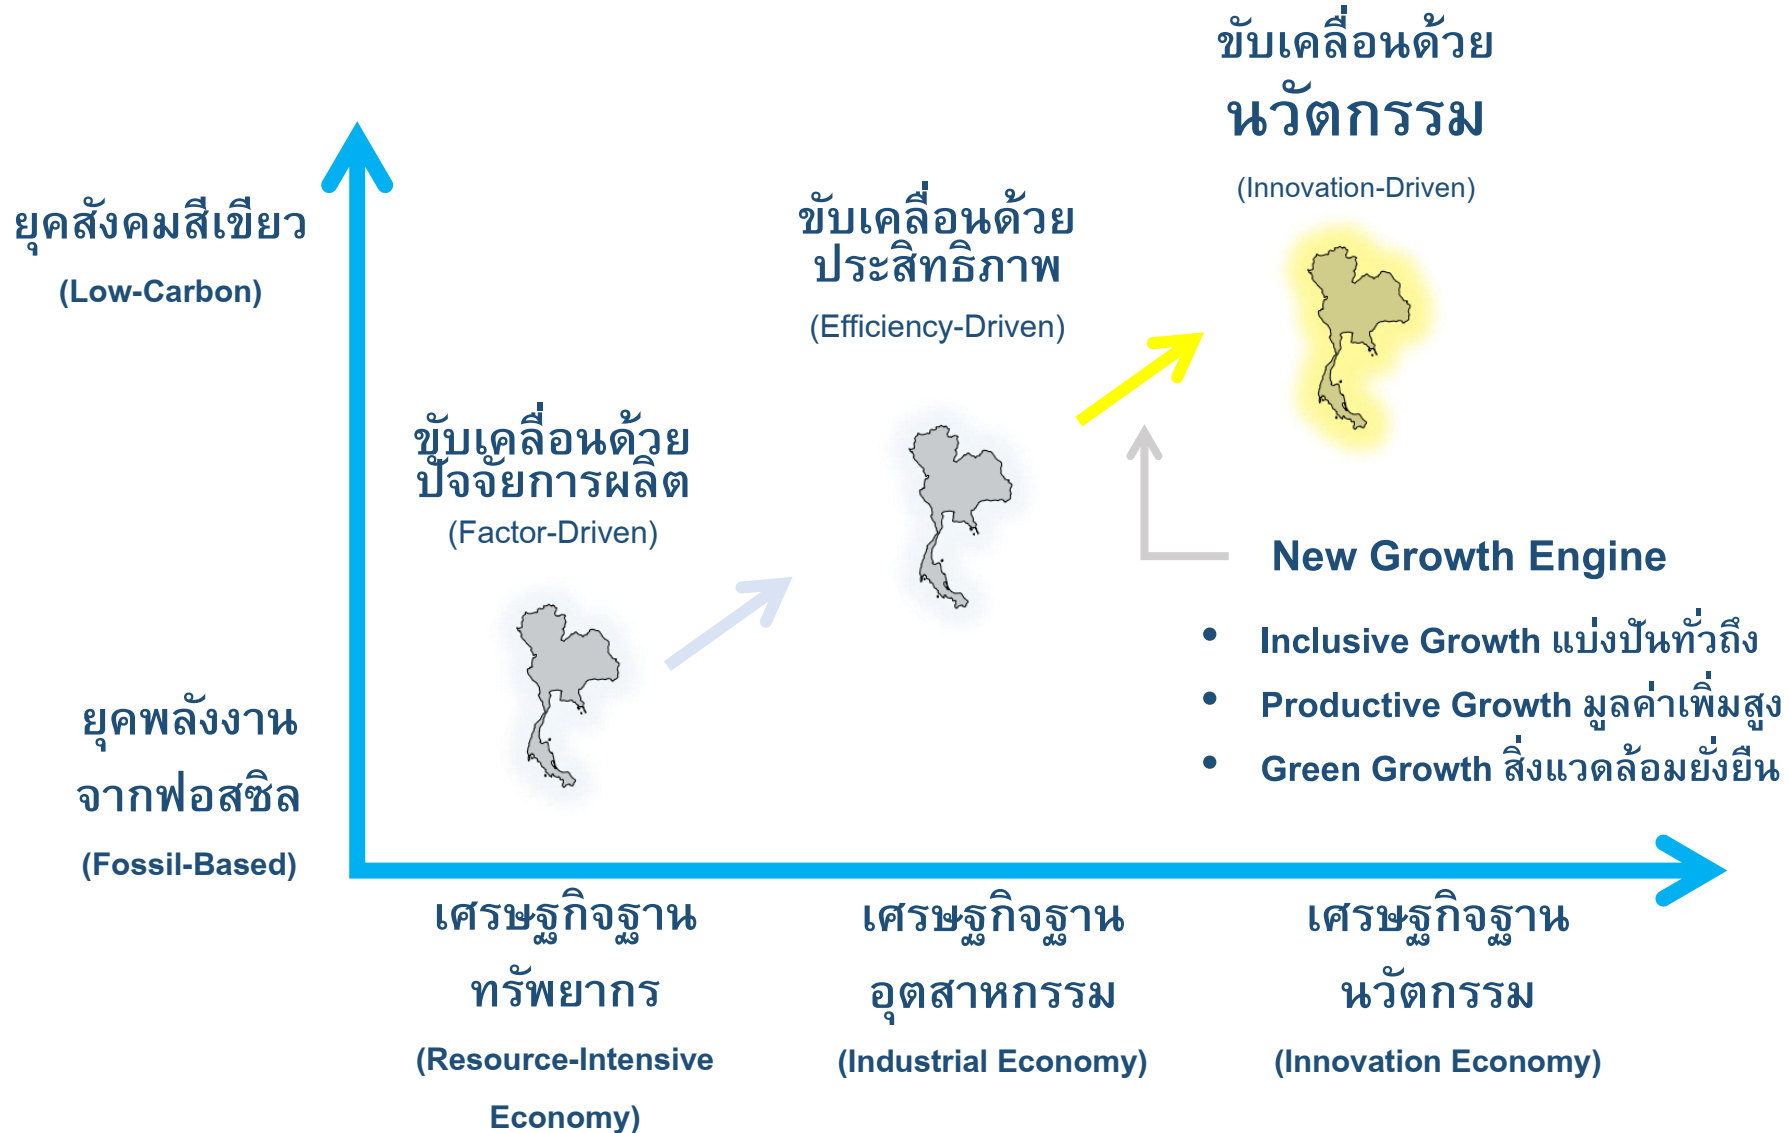 ขับเคลื่อนด้วย
นวัตกรรม
(Innovation-Driven)
ยุคสังคมสีเขียว
(Low-Carbon)
ขับเคลื่อนด้วย
ประสิทธิภาพ
(Efficiency-Driven)
ขับเคลื่อนด้วย
ปัจจัยการผลิต
(Factor-Driven)
New Growth Engine
• Inclusive Growth แบ่งปันทั่วถึง
• Productive Growth มูลค่าเพิ่มสูง
• Green Growth สิ่งแวดล้อมยั่งยืน
ยุคพลังงาน
จากฟอสซิล
(Fossil-Based)
เศรษฐกิจฐาน
ทรัพยากร
(Resource-Intensive
Economy)
เศรษฐกิจฐาน
อุตสาหกรรม
(Industrial Economy)
เศรษฐกิจฐาน
นวัตกรรม
(Innovation Economy)